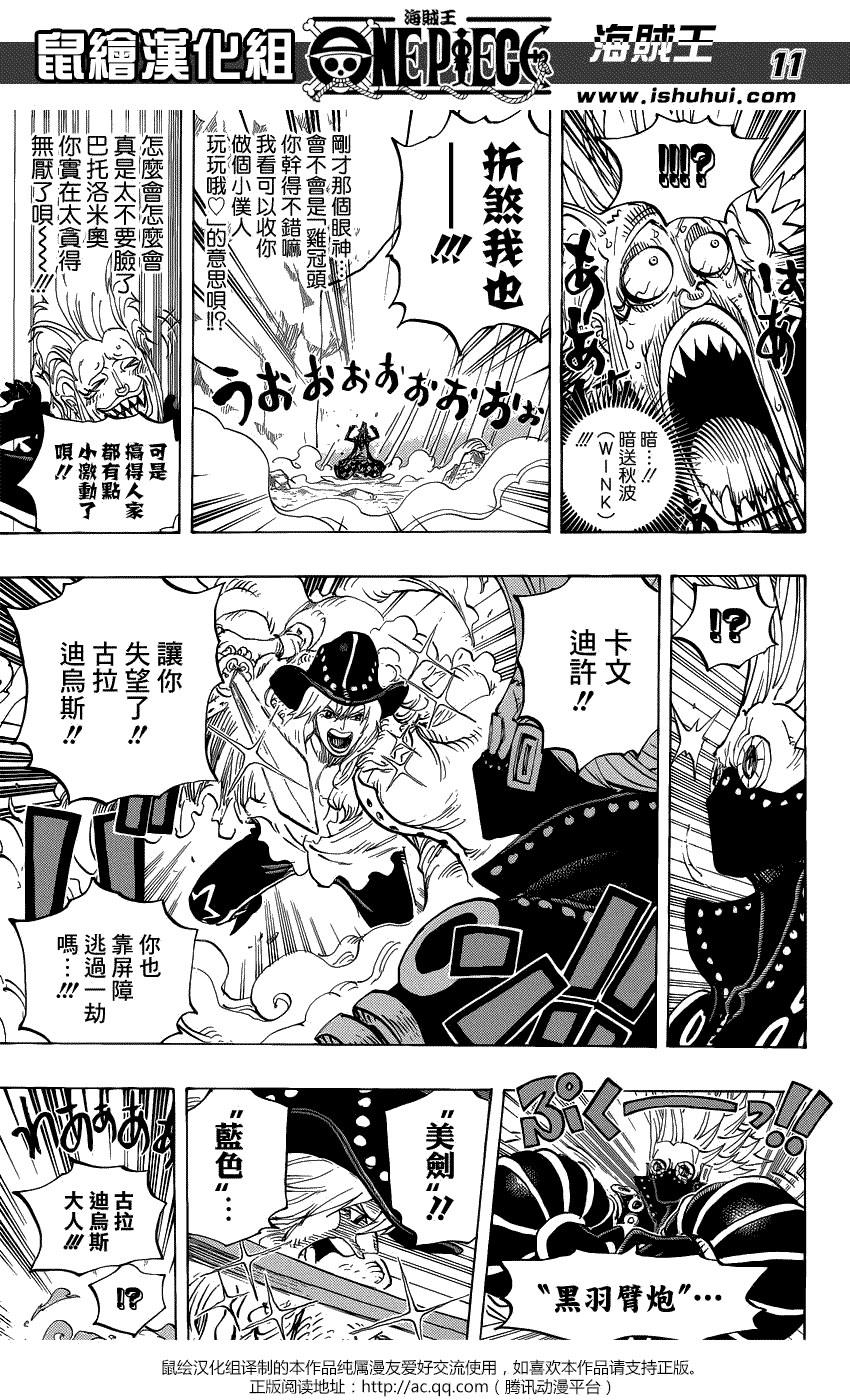 鼠繪漢化組
海賊王
ONE PIECE
海賊王
11
www.ishuhui.com
!!!?
あああ
はぁ
暗…!!
暗送秋波
(WINK)
!!!
折煞我也
——!!!
剛才那個眼神…
會不會是「雞冠頭
你幹得不錯嘛
我看可以收你
做個小僕人
玩玩哦♡」的意思唄!!?
うおおおおおおぉ
怎麼會怎麼會
真是太不要臉了
巴托洛米奧
你實在太貪得
無厭了唄~~~!!!
可是
搞得人家
都有點
小激動了
唄!!
!?
卡文
迪許!!
讓你
失望了!!
古拉
迪烏斯!!
你也
靠屏障
逃過一劫
嗎…!!!
ぷくーっ!!
“黑羽臂炮”…
“美劍”!!
“藍色”…
わああぁぁ
古拉
迪烏斯
大人!!!
!?
鼠绘汉化组译制的本作品纯属漫友爱好交流使用，如喜欢本作品请支持正版。
正版阅读地址：http://ac.qq.com（腾讯动漫平台）